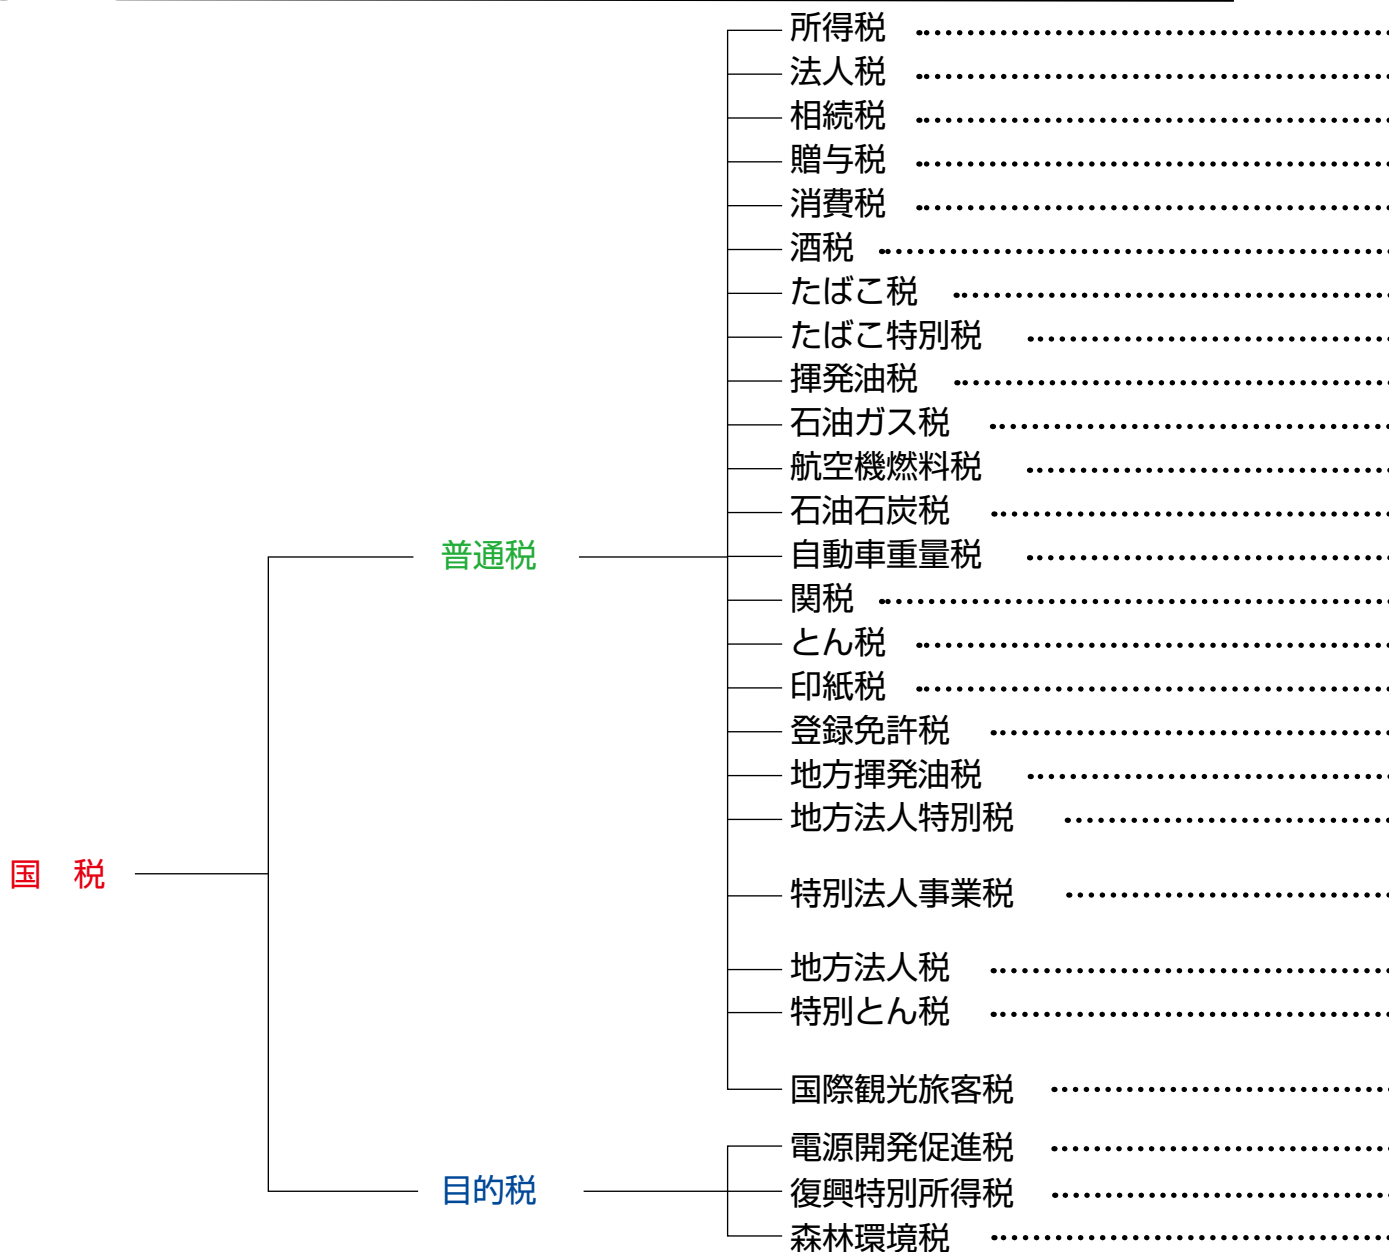 所得税
法人税
相続税
贈与税
消費税
酒税
たばこ税
たばこ特別税
揮発油税
石油ガス税
航空機燃料税
石油石炭税
普通税
自動車重量税
関税
とん税
印紙税
登録免許税
地方揮発油税
地方法人特別税
国　税
特別法人事業税
地方法人税
特別とん税
国際観光旅客税
電源開発促進税
目的税
復興特別所得税
森林環境税